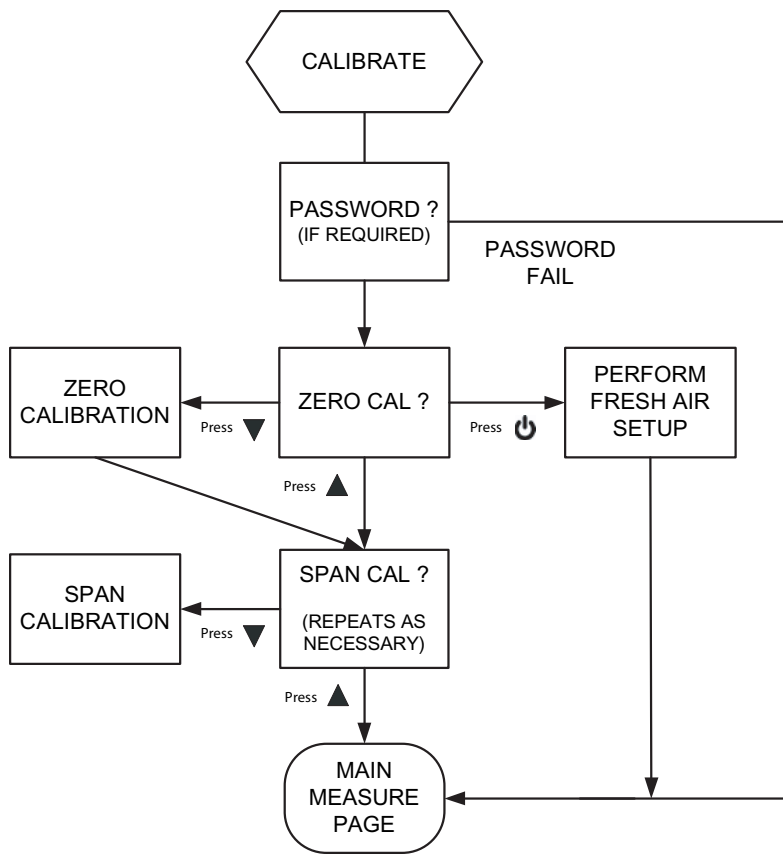 CALIBRATE
PASSWORD ?
(IF REQUIRED)
PASSWORD
FAIL
ZERO
CALIBRATION
Press
ZERO CAL ?
Press
PERFORM
FRESH AIR
SETUP
Press
SPAN
CALIBRATION
Press
SPAN CAL ?
(REPEATS AS
NECESSARY)
Press
MAIN
MEASURE
PAGE